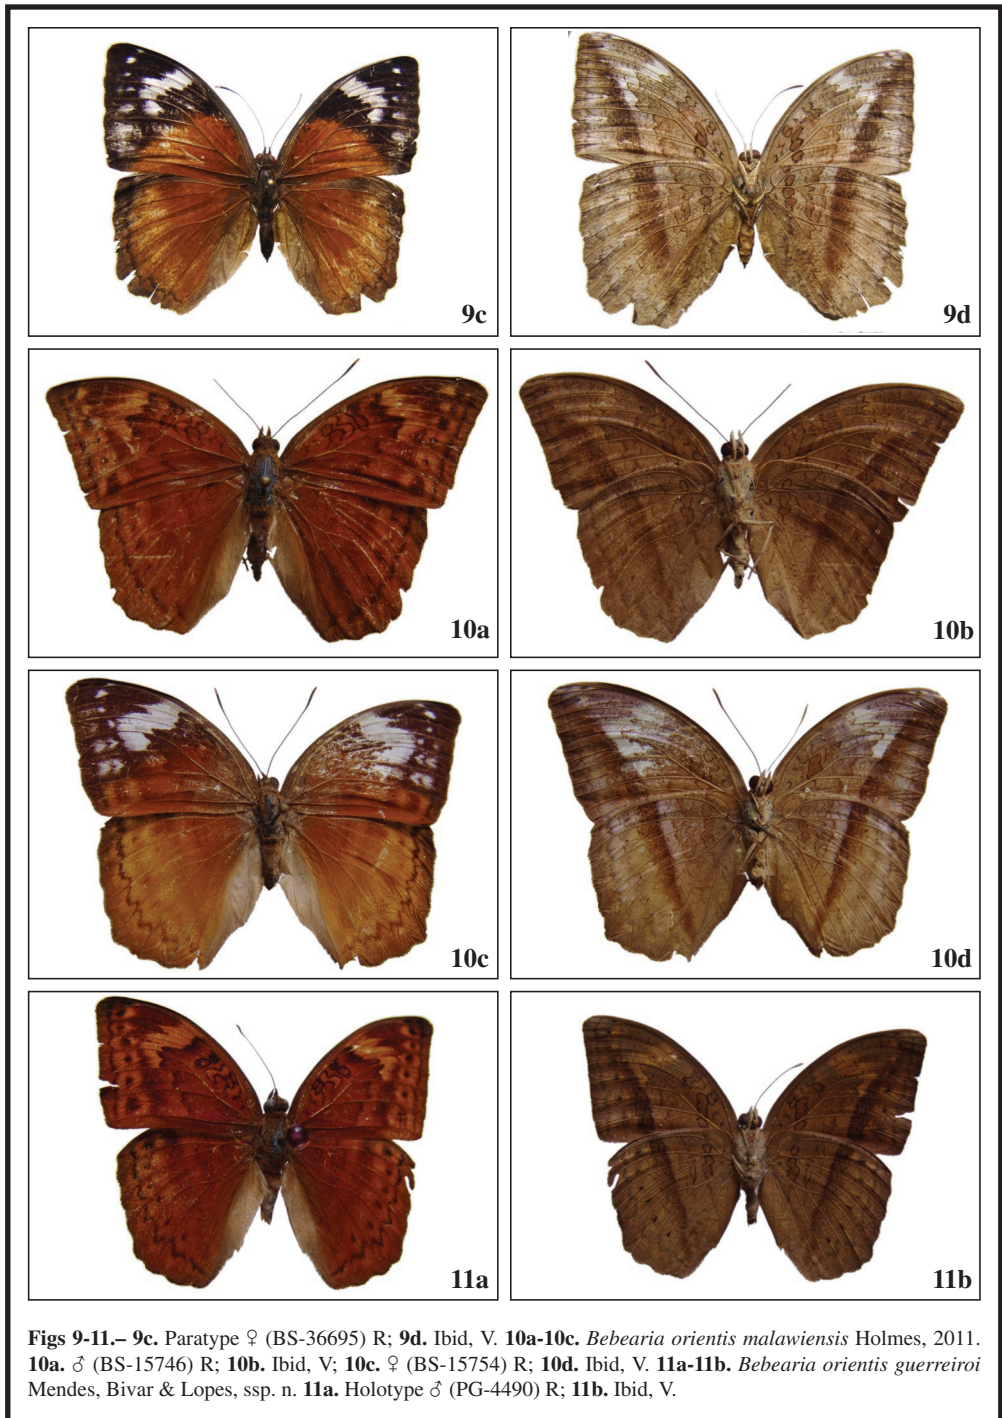 9c
9d
10a
10b
10c
10d
11a
11b
Figs 9-11.– 9c. Paratype ♀ (BS-36695) R; 9d. Ibid, V. 10a-10c. Bebearia orientis malawiensis Holmes, 2011.
10a. ♂ (BS-15746) R; 10b. Ibid, V; 10c. ♀ (BS-15754) R; 10d. Ibid, V. 11a-11b. Bebearia orientis guerreiroi
Mendes, Bivar & Lopes, ssp. n. 11a. Holotype ♂ (PG-4490) R; 11b. Ibid, V.